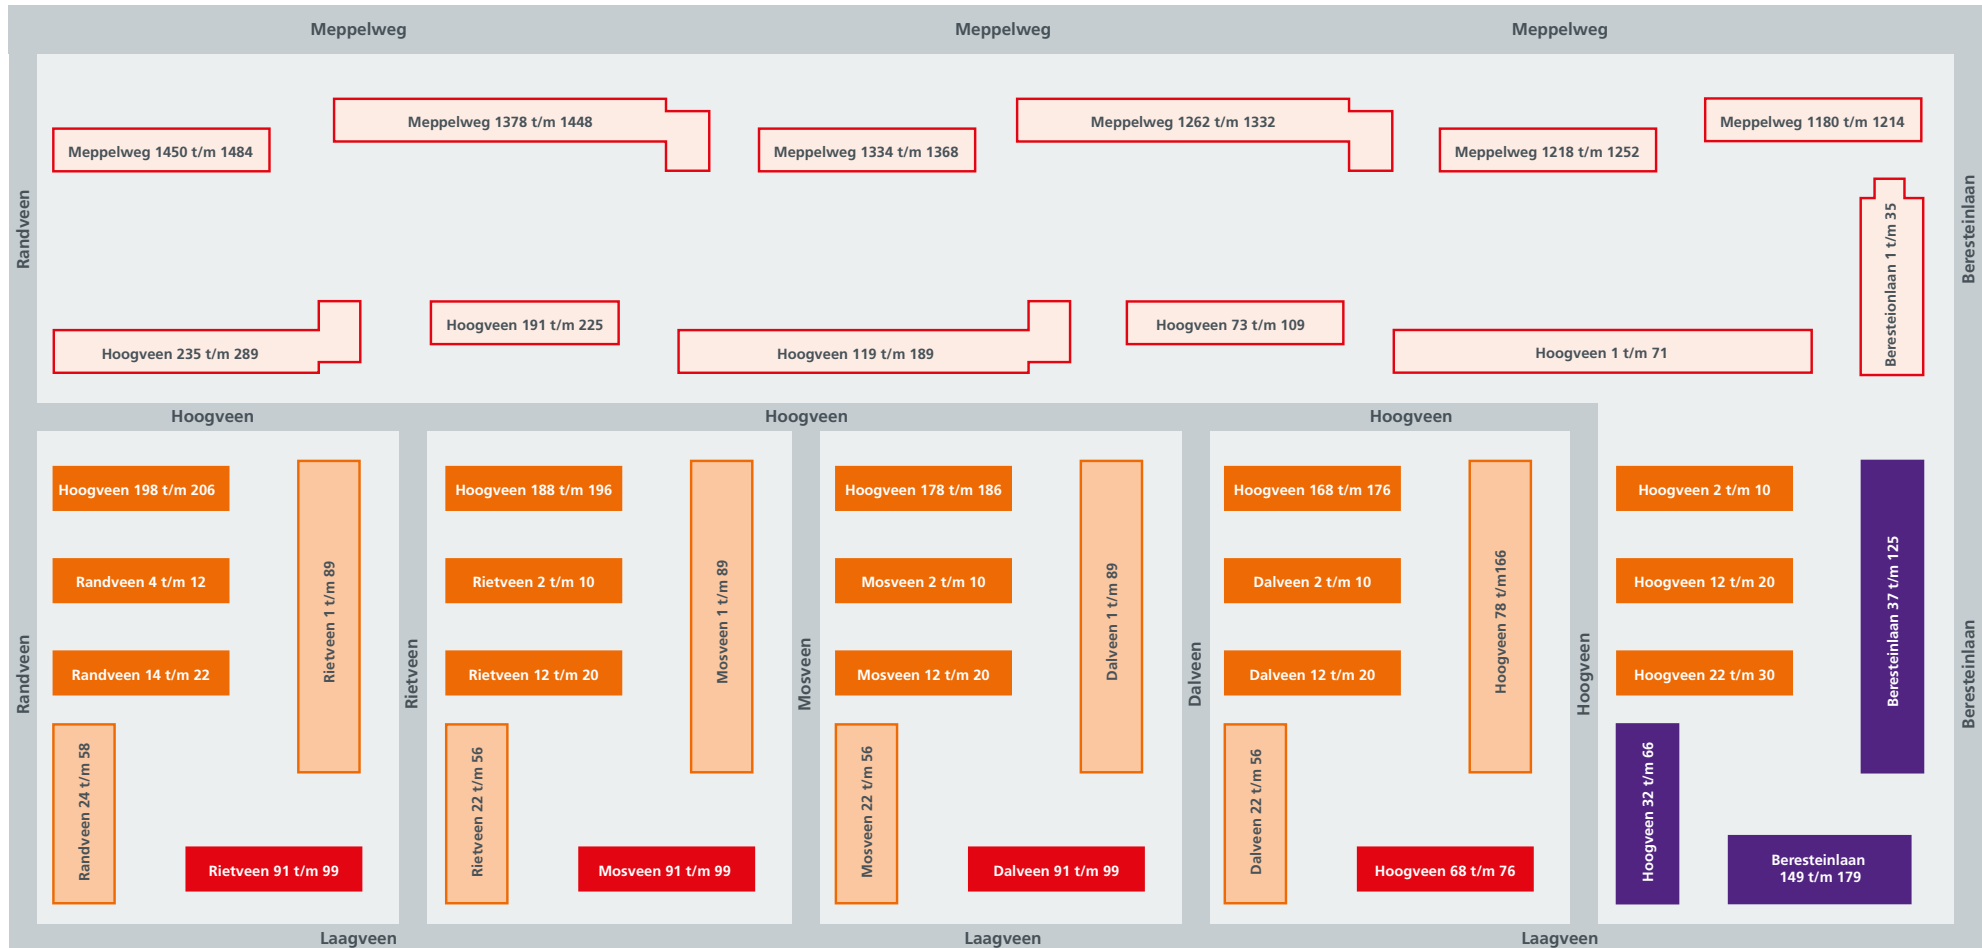 Meppelweg
Meppelweg
Meppelweg
Meppelweg 1378 t/m 1448
Meppelweg 1262 t/m 1332
Meppelweg 1180 t/m 1214
Meppelweg 1450 t/m 1484
Meppelweg 1334 t/m 1368
Meppelweg 1218 t/m 1252
Randveen
Beresteionlaan 1 t/m 35
Beresteinlaan
Hoogveen 191 t/m 225
Hoogveen 73 t/m 109
Hoogveen 235 t/m 289
Hoogveen 119 t/m 189
Hoogveen 1 t/m 71
Hoogveen
Hoogveen
Hoogveen
Hoogveen 198 t/m 206
Hoogveen 188 t/m 196
Hoogveen 178 t/m 186
Hoogveen 168 t/m 176
Hoogveen 2 t/m 10
Randveen 4 t/m 12
Rietveen 2 t/m 10
Mosveen 2 t/m 10
Dalveen 2 t/m 10
Hoogveen 12 t/m 20
Rietveen 1 t/m 89
Mosveen 1 t/m 89
Dalveen 1 t/m 89
Hoogveen 78 t/m166
Beresteinlaan 37 t/m 125
Randveen 14 t/m 22
Rietveen 12 t/m 20
Mosveen 12 t/m 20
Dalveen 12 t/m 20
Hoogveen 22 t/m 30
Randveen
Rietveen
Mosveen
Dalveen
Hoogveen
Beresteinlaan
Randveen 24 t/m 58
Rietveen 22 t/m 56
Mosveen 22 t/m 56
Dalveen 22 t/m 56
Hoogveen 32 t/m 66
Rietveen 91 t/m 99
Mosveen 91 t/m 99
Dalveen 91 t/m 99
Hoogveen 68 t/m 76
Beresteinlaan
149 t/m 179
Laagveen
Laagveen
Laagveen